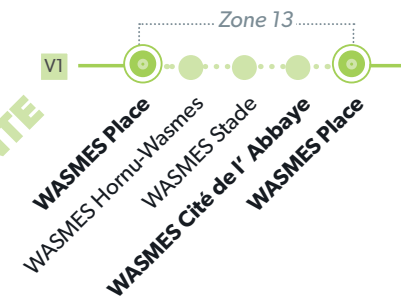 Zone 13
V1
WASMES Place
WASMES Hornu-Wasmes
WASMES Stade
WASMES Cité de l' Abbaye
WASMES Place